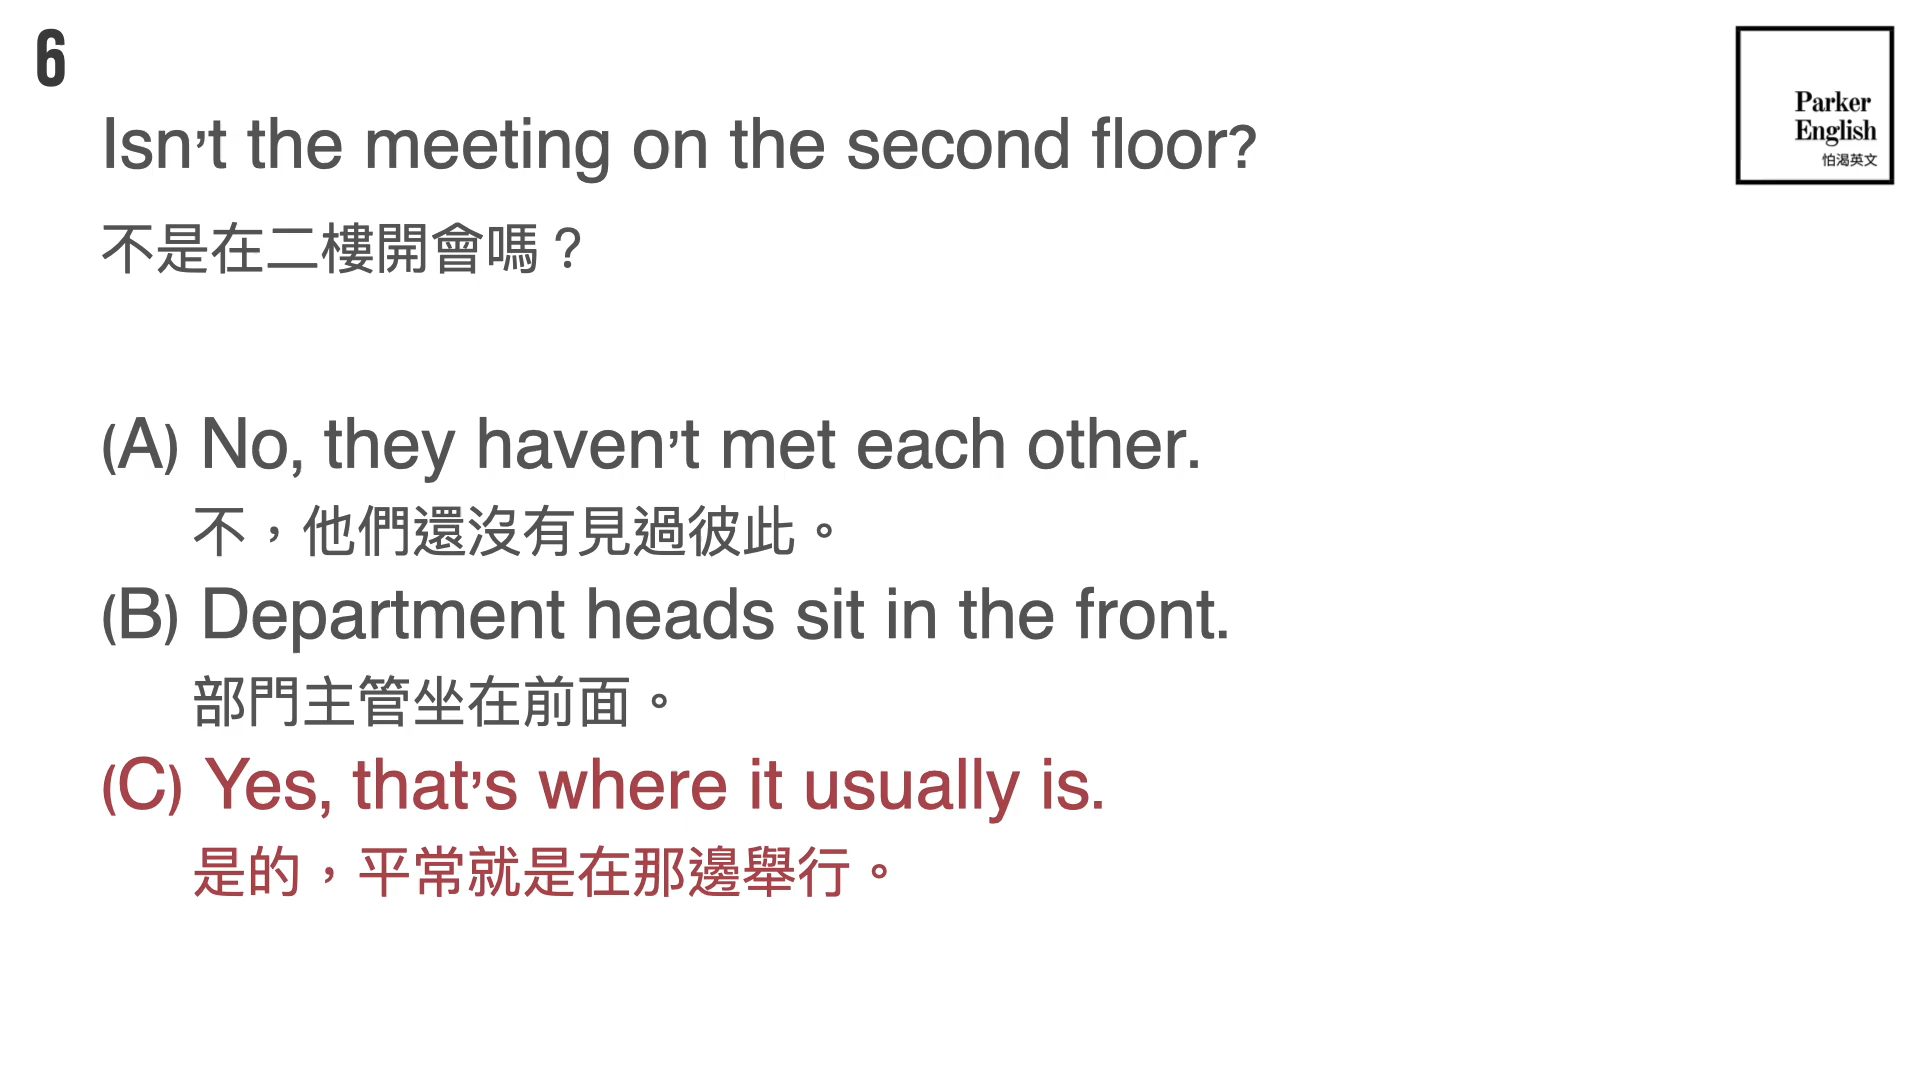 6
Parker
English
怕渴英文
Isn't the meeting on the second floor?
不是在二樓開會嗎？
(A) No, they haven't met each other.
不，他們還沒有見過彼此。
(B) Department heads sit in the front.
部門主管坐在前面。
(C) Yes, that's where it usually is.
是的，平常就是在那邊舉行。